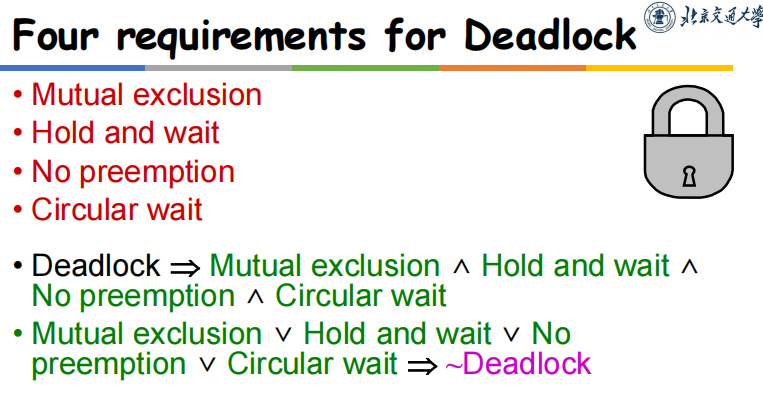 北京交通大学
Four requirements for Deadlock
• Mutual exclusion
• Hold and wait
• No preemption
• Circular wait
• Deadlock ⇒ Mutual exclusion ∧ Hold and wait ∧
No preemption ∧ Circular wait
• Mutual exclusion ∨ Hold and wait ∨ No
preemption ∨ Circular wait ⇒ ~Deadlock